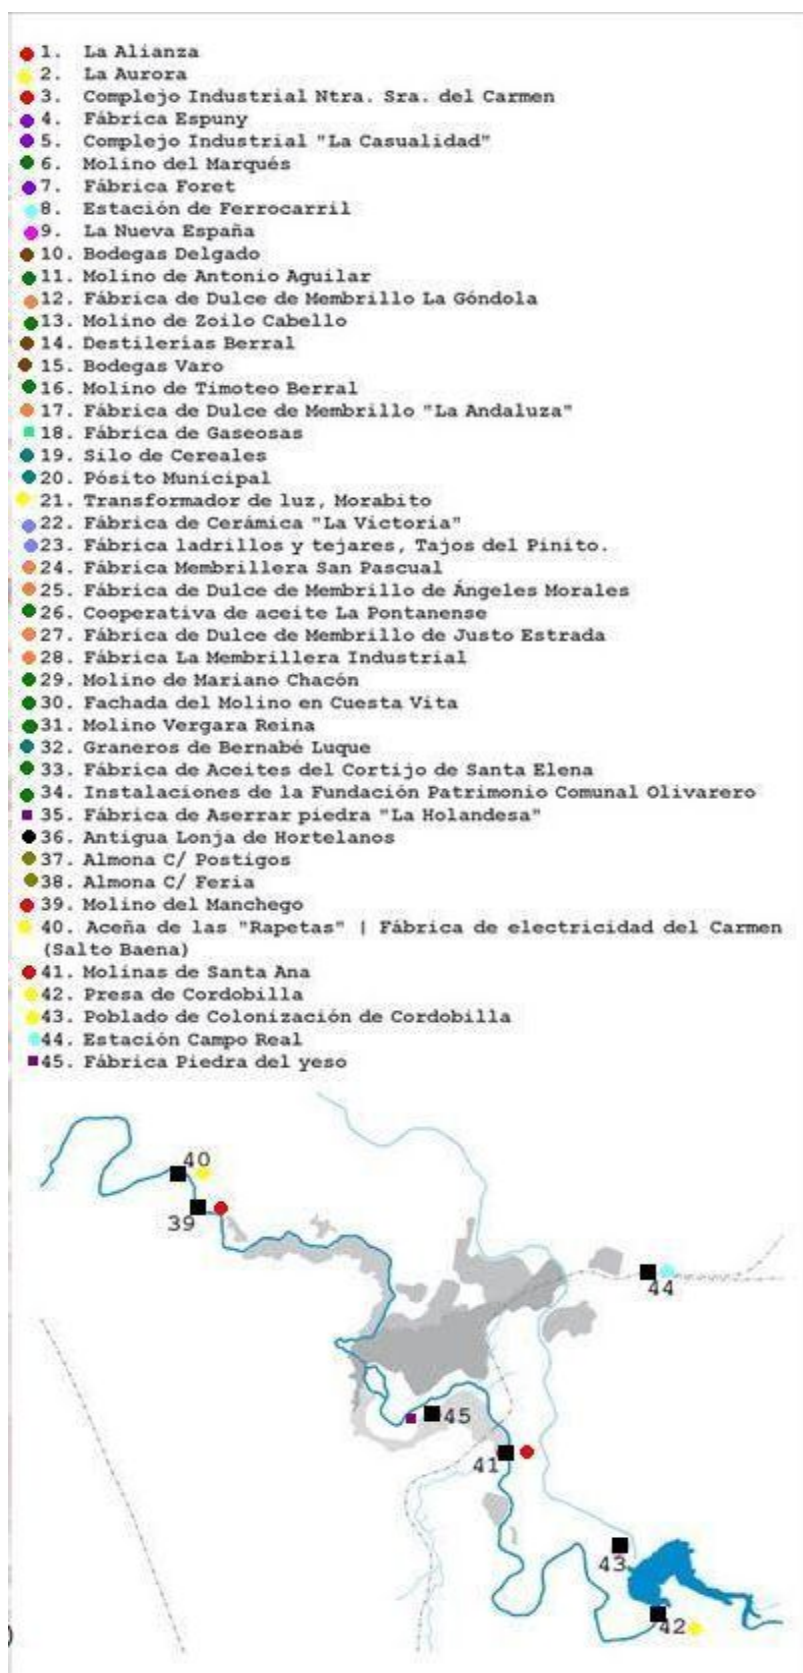 1. La Alianza
2. La Aurora
3. Complejo Industrial Ntra. Sra. del Carmen
4. Fábrica Espuny
5. Complejo Industrial "La Casualidad"
6. Molino del Marqués
7. Fábrica Foret
8. Estación de Ferrocarril
9. La Nueva España
10. Bodegas Delgado
11. Molino de Antonio Aguilar
12. Fábrica de Dulce de Membrillo La Góndola
13. Molino de Zoilo Cabello
14. Destilerías Berral
15. Bodegas Varo
16. Molino de Timoteo Berral
17. Fábrica de Dulce de Membrillo "La Andaluza"
18. Fábrica de Gaseosas
19. Silo de Cereales
20. Pósito Municipal
21. Transformador de luz, Morabito
22. Fábrica de Cerámica "La Victoria"
23. Fábrica ladrillos y tejares, Tajos del Pinito.
24. Fábrica Membrillera San Pascual
25. Fábrica de Dulce de Membrillo de Ángeles Morales
26. Cooperativa de aceite La Pontanense
27. Fábrica de Dulce de Membrillo de Justo Estrada
28. Fábrica La Membrillera Industrial
29. Molino de Mariano Chacón
30. Fachada del Molino en Cuesta Vita
31. Molino Vergara Reina
32. Graneros de Bernabé Luque
33. Fábrica de Aceites del Cortijo de Santa Elena
34. Instalaciones de la Fundación Patrimonio Comunal Olivarero
35. Fábrica de Aserrar piedra "La Holandesa"
36. Antigua Lonja de Hortelanos
37. Almona C/ Postigos
38. Almona C/ Feria
39. Molino del Manchego
40. Aceña de las "Rapetas" | Fábrica de electricidad del Carmen
(Salto Baena)
41. Molinas de Santa Ana
42. Presa de Cordobilla
43. Poblado de Colonización de Cordobilla
44. Estación Campo Real
45. Fábrica Piedra del yeso
40
39
44
45
41
43
42